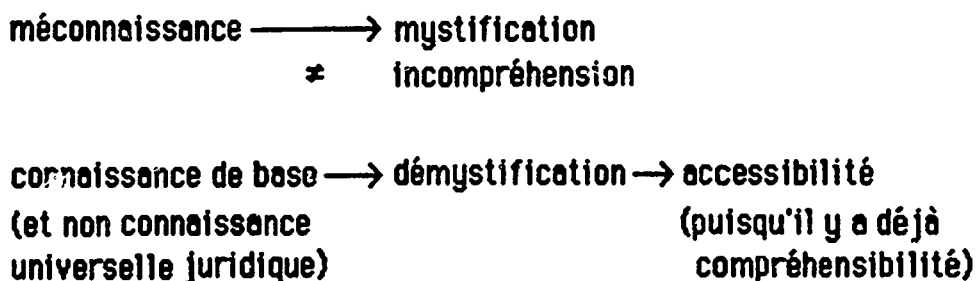 méconnaissance ⟶ mystification
≠ incompréhension
connaissance de base ⟶ démystification ⟶ accessibilité
(et non connaissance (puisqu'il y a déjà
universelle juridique) compréhensibilité)